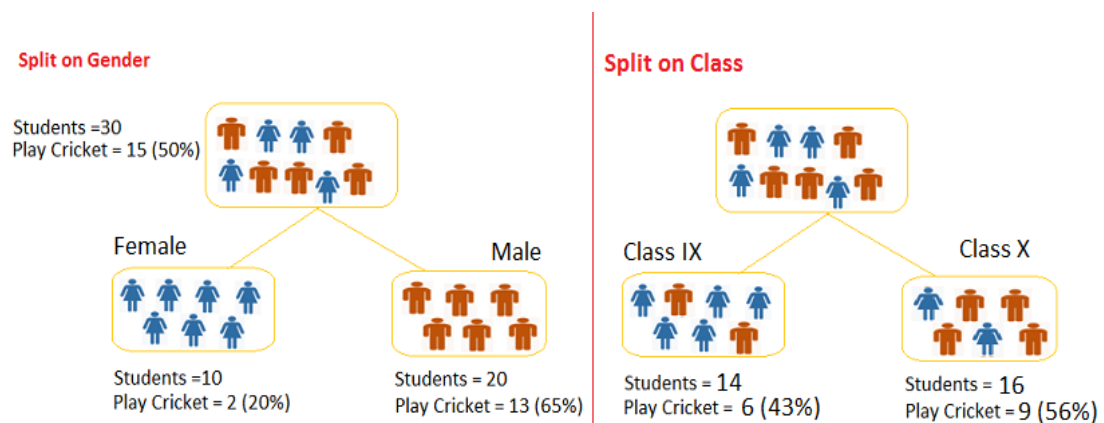 Split on Gender
Students =30
Play Cricket = 15 (50%)
Female
Male
Students =10
Play Cricket = 2 (20%)
Students = 20
Play Cricket = 13 (65%)
Split on Class
Class IX
Class X
Students = 14
Play Cricket = 6 (43%)
Students = 16
Play Cricket = 9 (56%)